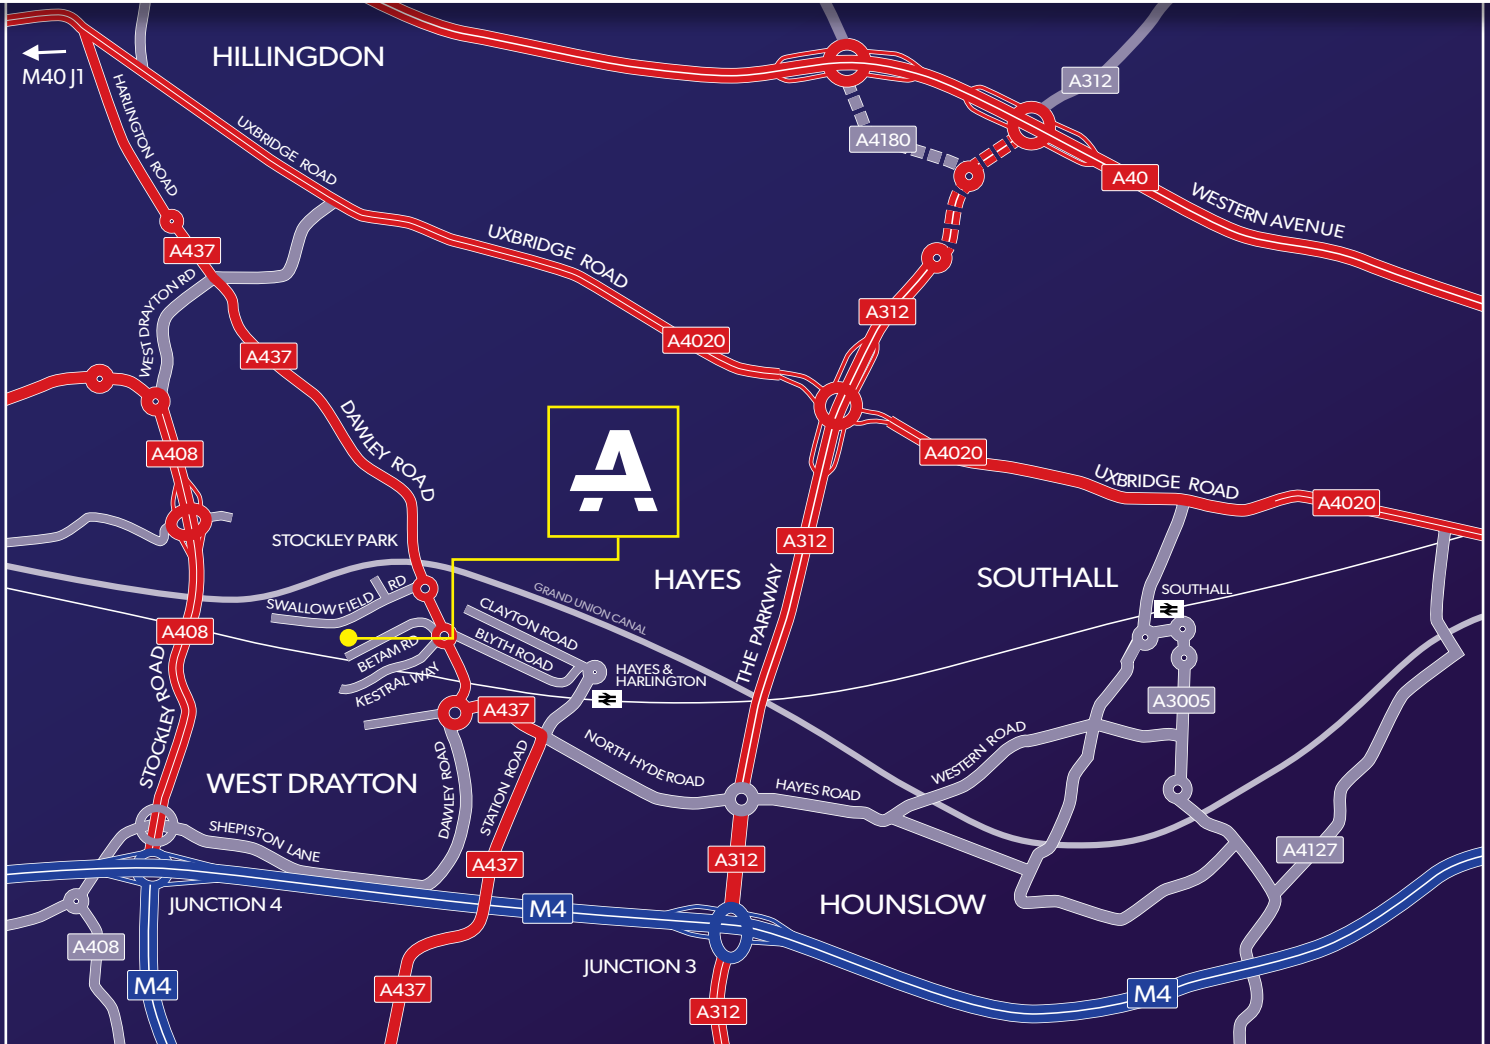 HILLINGDON
M40 J1
A312
HARLINGTON ROAD
UXBRIDGE ROAD
A4180
A40
WESTERN AVENUE
A437
UXBRIDGE ROAD
WEST DRAYTON RD
A312
A4020
A437
DAWLEY ROAD
A408
A4020
UXBRIDGE ROAD
A4020
A
STOCKLEY PARK
A312
HAYES
SOUTHALL
SOUTHALL
GRAND UNION CANAL
SWALLOW FIELD RD
CLAYTON ROAD
BLYTH ROAD
BETAM RD
KESTRAL WAY
A408
THE PARKWAY
HAYES &
HARLINGTON
A437
A3005
STOCKLEY ROAD
WEST DRAYTON
DAWLEY ROAD
STATION ROAD
NORTH HYDE ROAD
HAYES ROAD
WESTERN ROAD
SHEPISTON LANE
A437
A312
A4127
JUNCTION 4
M4
HOUNSLOW
A408
JUNCTION 3
M4
A437
M4
A312